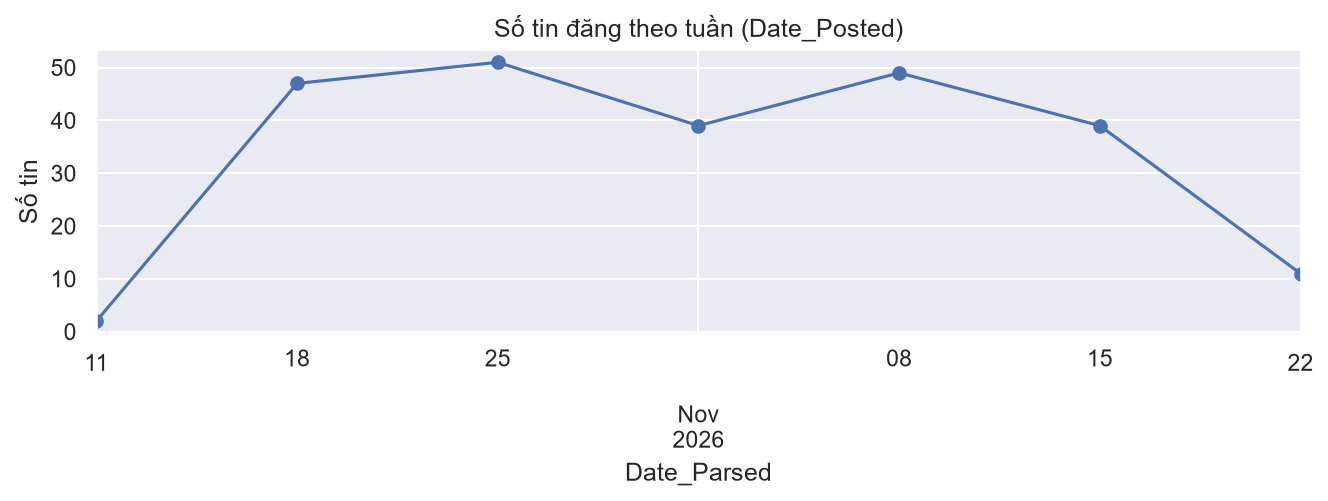 Số tin đăng theo tuần (Date_Posted)
Số tin
50
40
30
20
10
0
11 18 25 08 15 22
Nov
2026
Date_Parsed